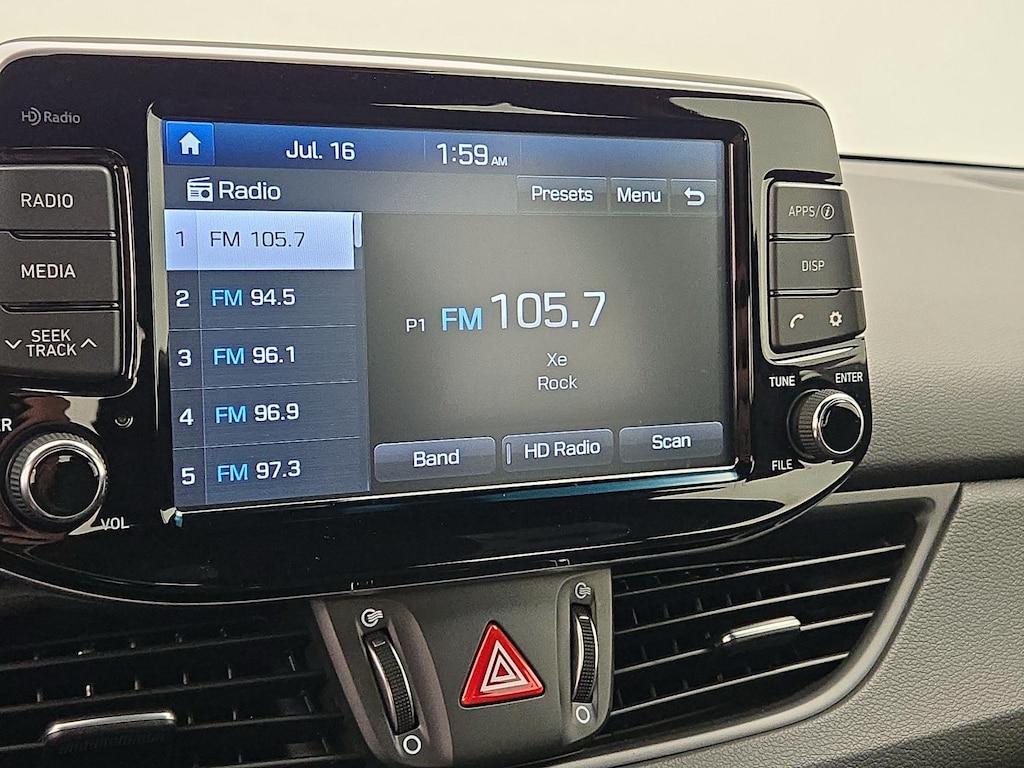 HD Radio
RADIO
MEDIA
SEEK
TRACK
VOL
Jul. 16 1:59 AM
Radio Presets Menu
1 FM 105.7
2 FM 94.5
3 FM 96.1
4 FM 96.9
5 FM 97.3
P1 FM 105.7
Xe
Rock
Band HD Radio Scan
APPS/i
DISP
TUNE ENTER
FILE